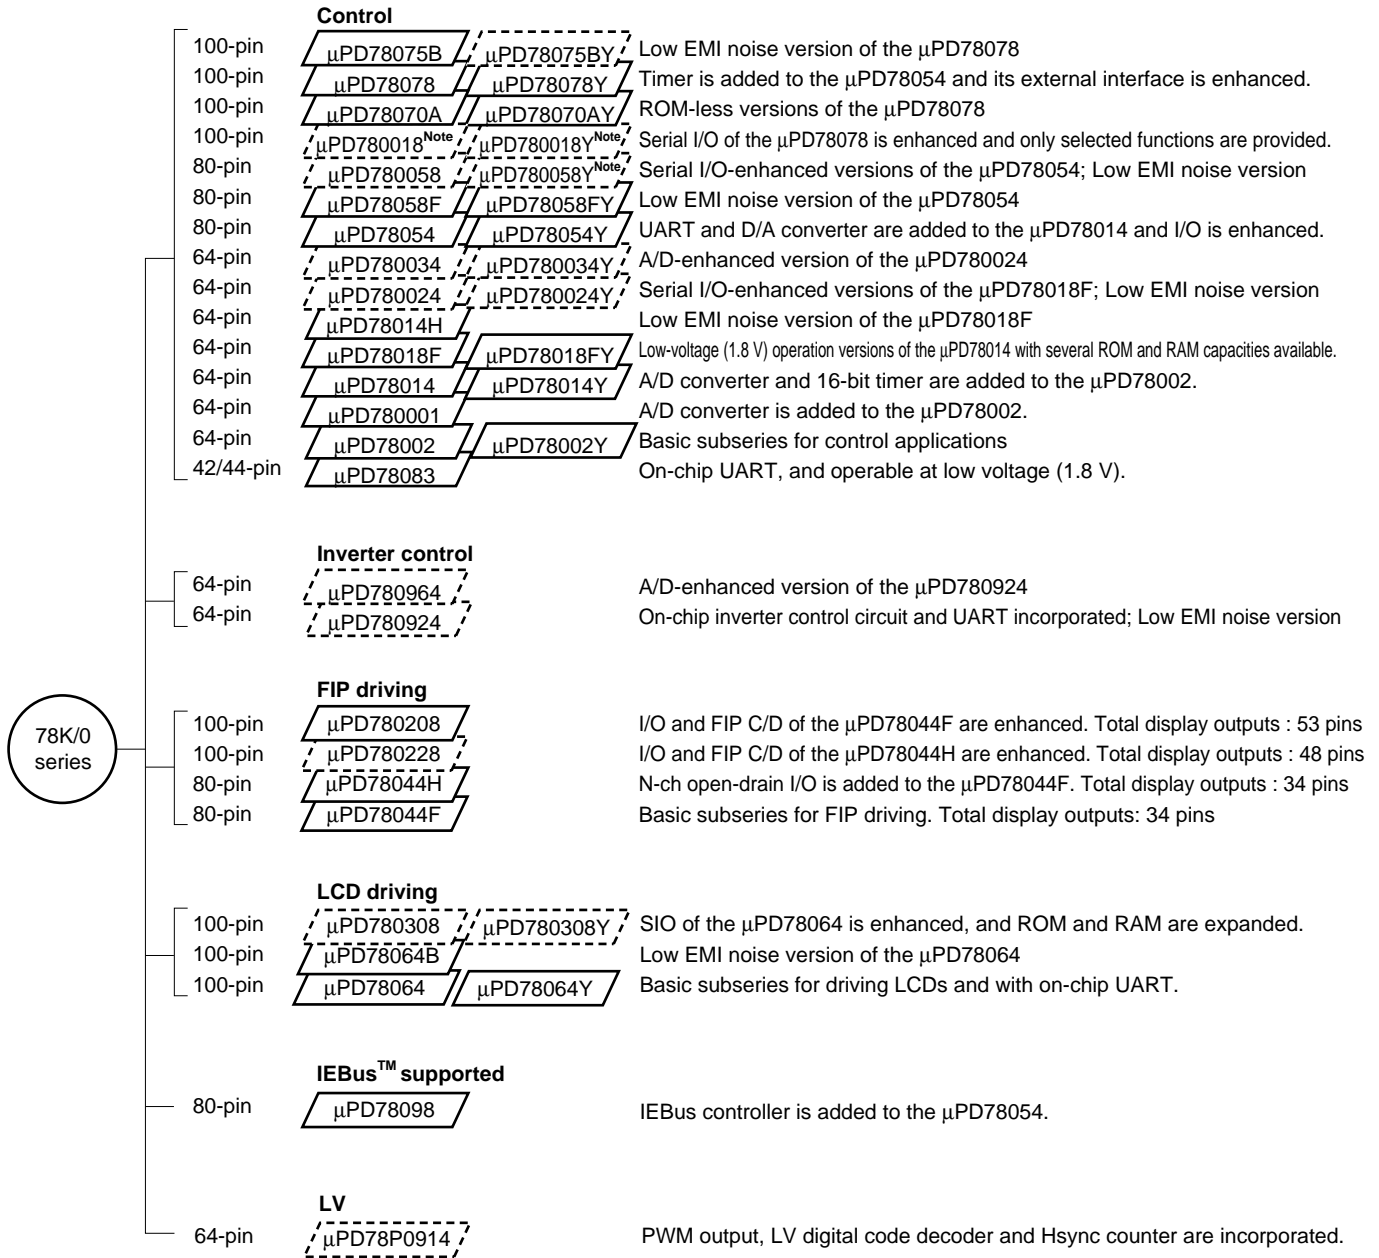 Control
100-pin μPD78075B μPD78075BY Low EMI noise version of the μPD78078
100-pin μPD78078 μPD78078Y Timer is added to the μPD78054 and its external interface is enhanced.
100-pin μPD78070A μPD78070AY ROM-less versions of the μPD78078
100-pin μPD780018Note μPD780018YNote Serial I/O of the μPD78078 is enhanced and only selected functions are provided.
80-pin μPD780058 μPD780058YNote Serial I/O-enhanced versions of the μPD78054; Low EMI noise version
80-pin μPD78058F μPD78058FY Low EMI noise version of the μPD78054
80-pin μPD78054 μPD78054Y UART and D/A converter are added to the μPD78014 and I/O is enhanced.
64-pin μPD780034 μPD780034Y A/D-enhanced version of the μPD780024
64-pin μPD780024 μPD780024Y Serial I/O-enhanced versions of the μPD78018F; Low EMI noise version
64-pin μPD78014H Low EMI noise version of the μPD78018F
64-pin μPD78018F μPD78018FY Low-voltage (1.8 V) operation versions of the μPD78014 with several ROM and RAM capacities available.
64-pin μPD78014 μPD78014Y A/D converter and 16-bit timer are added to the μPD78002.
64-pin μPD780001 A/D converter is added to the μPD78002.
64-pin μPD78002 μPD78002Y Basic subseries for control applications
42/44-pin μPD78083 On-chip UART, and operable at low voltage (1.8 V).
Inverter control
64-pin μPD780964 A/D-enhanced version of the μPD780924
64-pin μPD780924 On-chip inverter control circuit and UART incorporated; Low EMI noise version
78K/0
series
FIP driving
100-pin μPD780208 I/O and FIP C/D of the μPD78044F are enhanced. Total display outputs : 53 pins
100-pin μPD780228 I/O and FIP C/D of the μPD78044H are enhanced. Total display outputs : 48 pins
80-pin μPD78044H N-ch open-drain I/O is added to the μPD78044F. Total display outputs : 34 pins
80-pin μPD78044F Basic subseries for FIP driving. Total display outputs: 34 pins
LCD driving
100-pin μPD780308 μPD780308Y SIO of the μPD78064 is enhanced, and ROM and RAM are expanded.
100-pin μPD78064B Low EMI noise version of the μPD78064
100-pin μPD78064 μPD78064Y Basic subseries for driving LCDs and with on-chip UART.
IEBusTM supported
80-pin μPD78098 IEBus controller is added to the μPD78054.
LV
64-pin μPD78P0914 PWM output, LV digital code decoder and Hsync counter are incorporated.